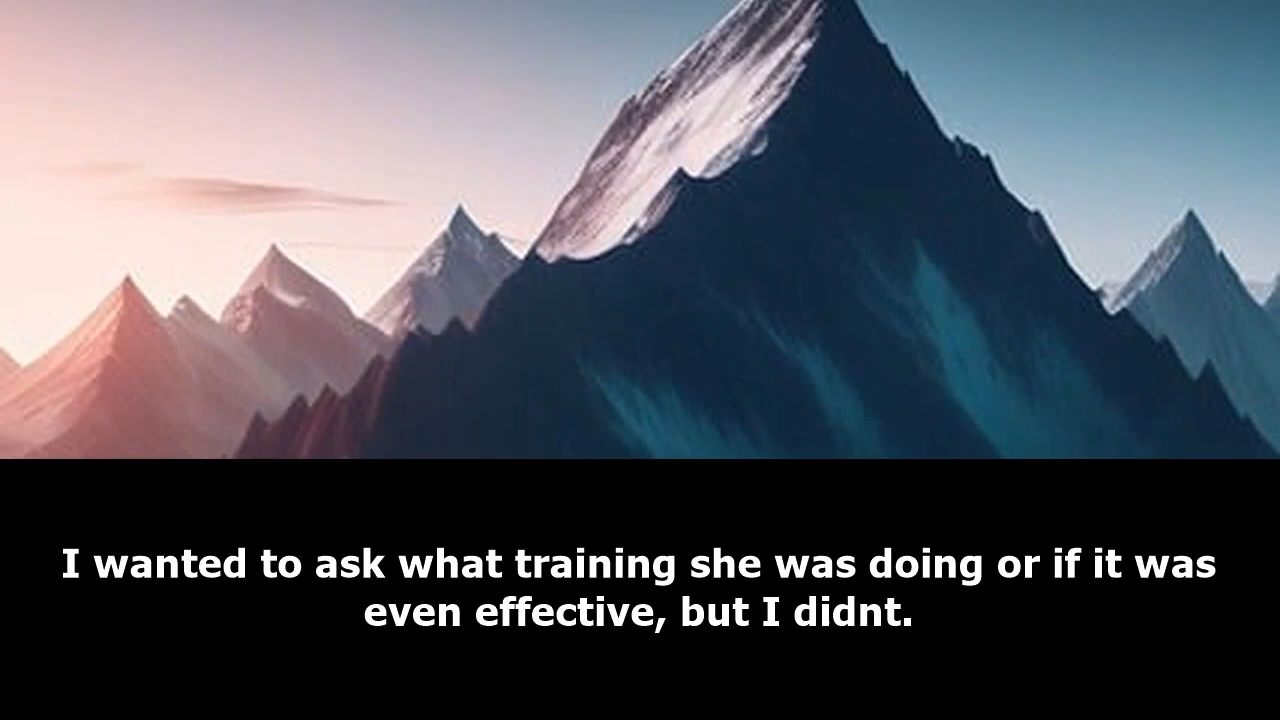 I wanted to ask what training she was doing or if it was
even effective, but I didnt.